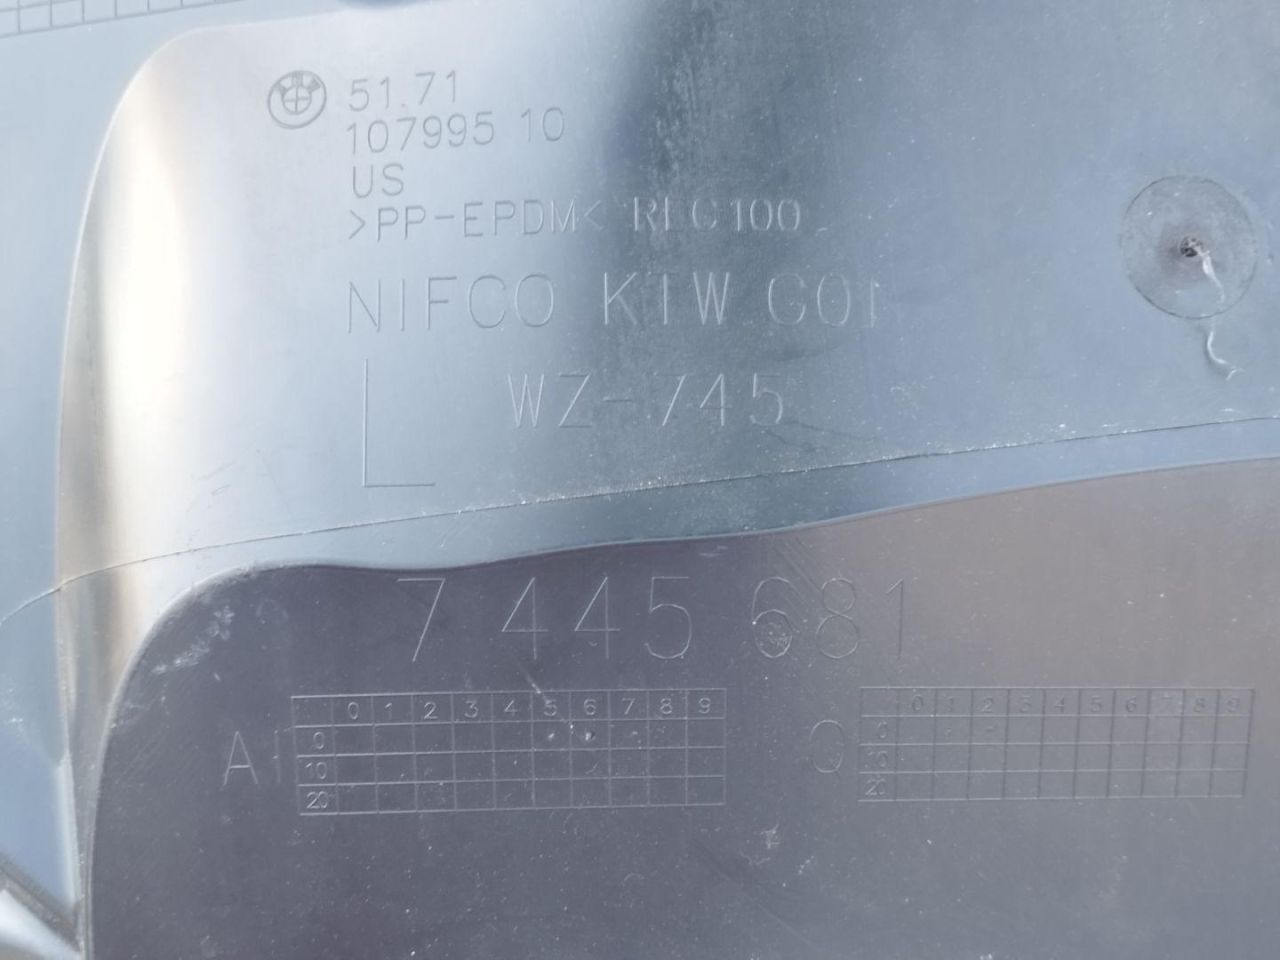 51.71
107995 10
US
>PP-EPDM< REC100
NIFCO KTW G01
L WZ-745
7 445 681
0 1 2 3 4 5 6 7 8 9
0
AI 10
20
0 1 2 3 4 5 6 7 8 9
0
Q 10
20